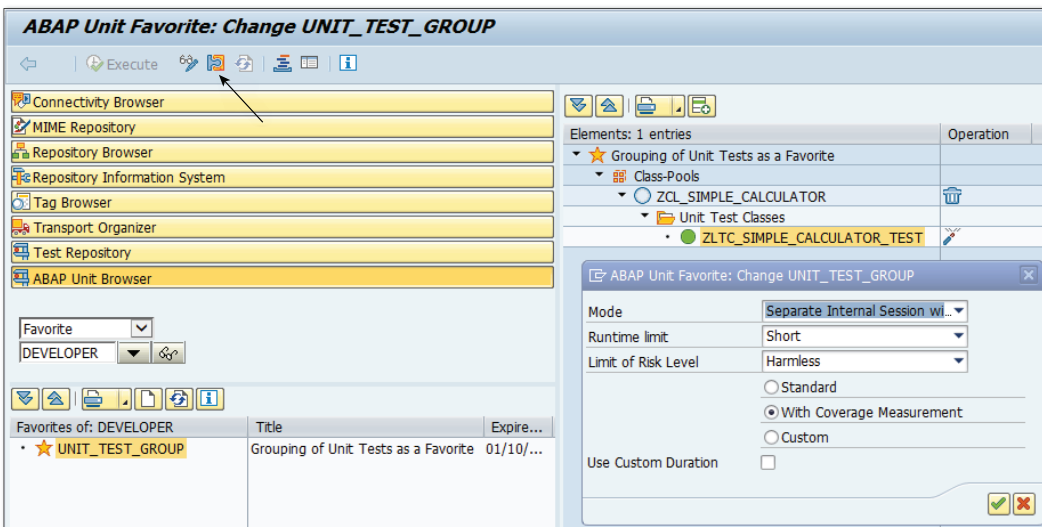 ABAP Unit Favorite: Change UNIT_TEST_GROUP
Execute
Connectivity Browser
MIME Repository
Repository Browser
Repository Information System
Tag Browser
Transport Organizer
Test Repository
ABAP Unit Browser
Favorite
DEVELOPER
Favorites of: DEVELOPER Title Expire...
UNIT_TEST_GROUP Grouping of Unit Tests as a Favorite 01/10/...
Elements: 1 entries Operation
Grouping of Unit Tests as a Favorite
Class-Pools
ZCL_SIMPLE_CALCULATOR
Unit Test Classes
ZLTC_SIMPLE_CALCULATOR_TEST
ABAP Unit Favorite: Change UNIT_TEST_GROUP
Mode Separate Internal Session wi...
Runtime limit Short
Limit of Risk Level Harmless
Standard
With Coverage Measurement
Custom
Use Custom Duration